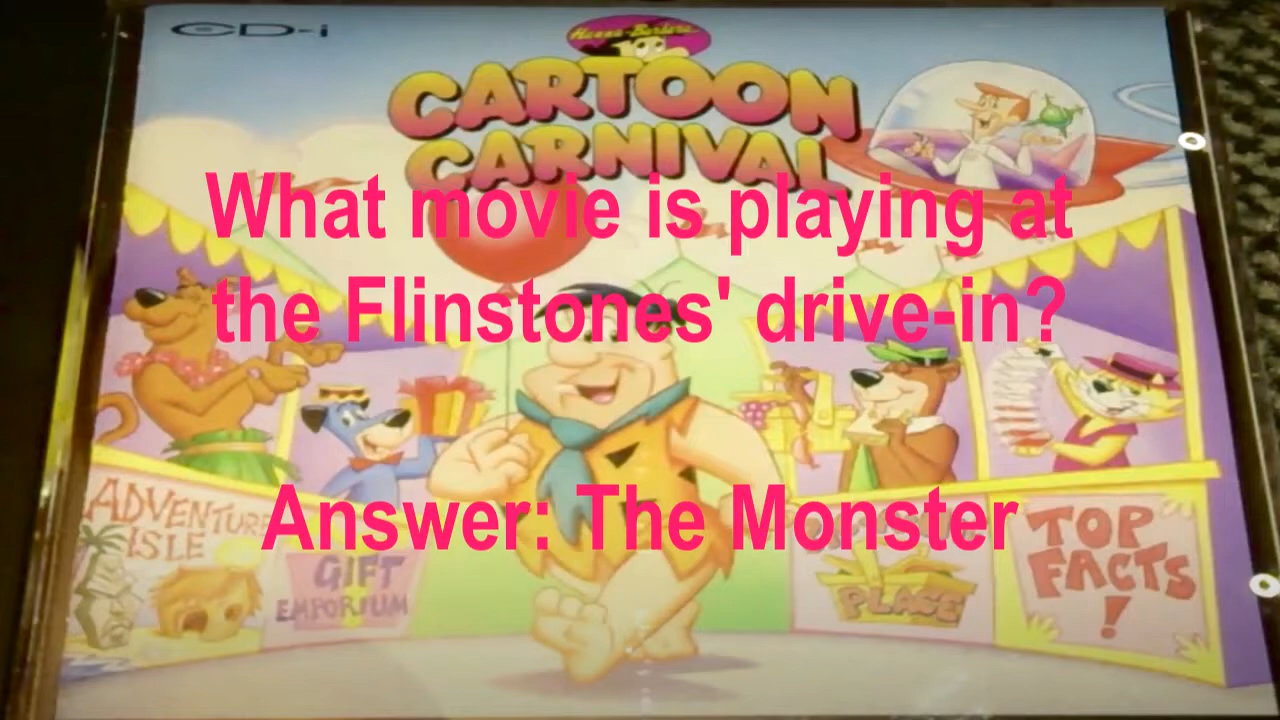 CD-i
Hanna-Barbera
CARTOON
CARNIVAL
What movie is playing at
the Flinstones' drive-in?
Answer: The Monster
ADVENTURE
ISLE
GIFT
EMPORIUM
PLACE
TOP
FACTS
!